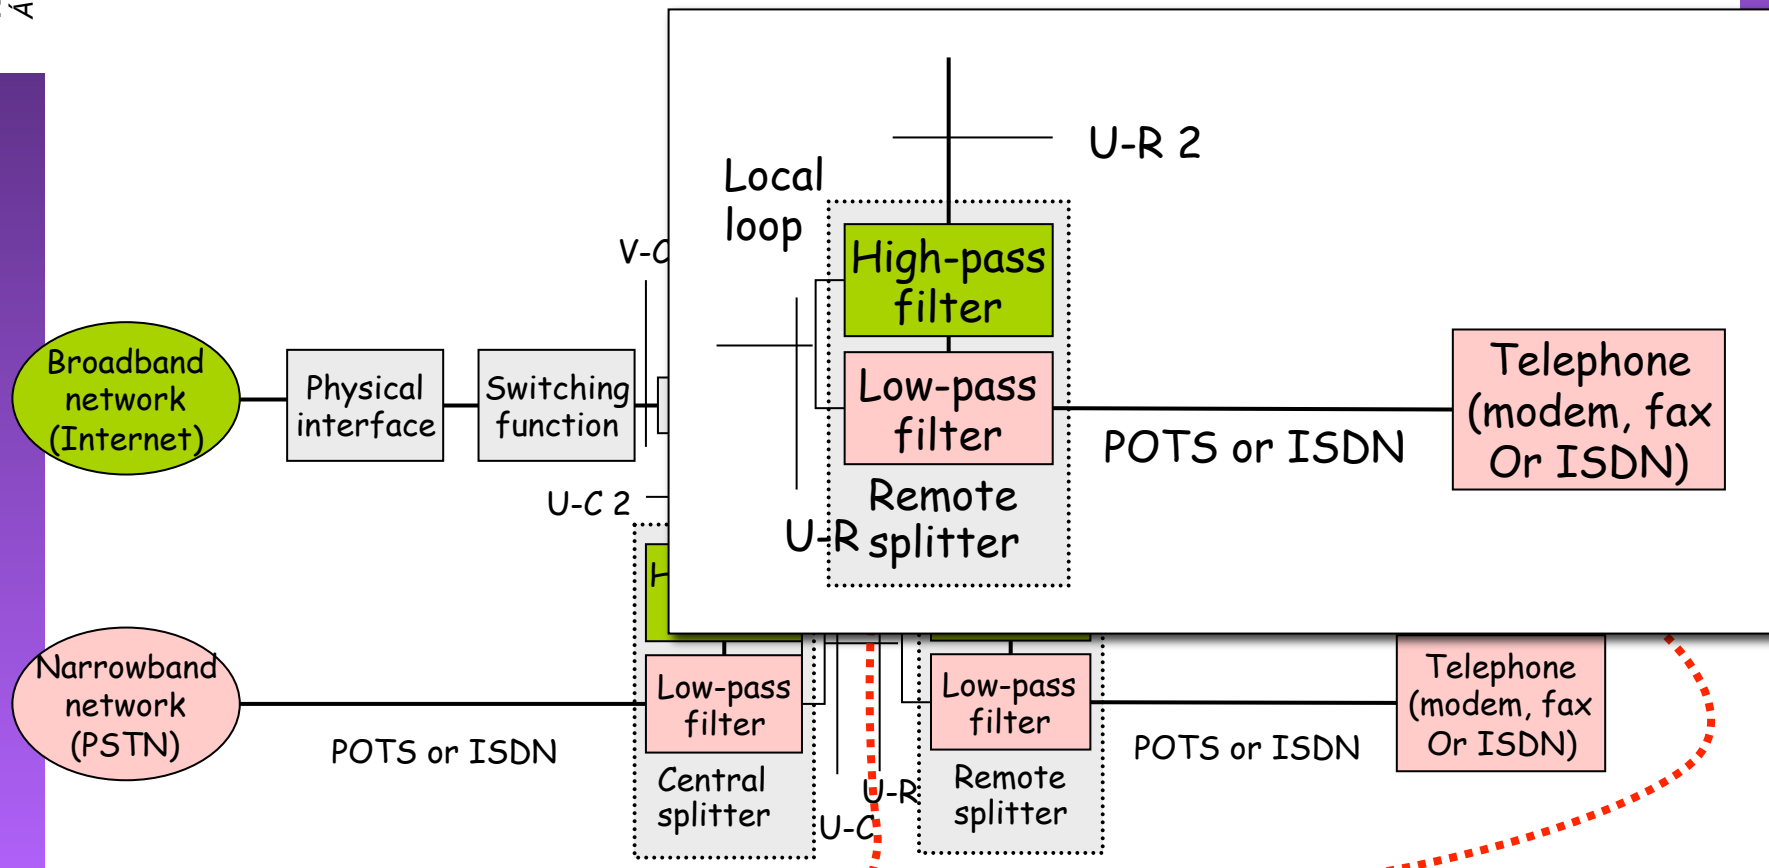 Á
U-R 2
Local
loop
High-pass
filter
V-C
Broadband
network
(Internet)
Physical
interface
Switching
function
Low-pass
filter
POTS or ISDN
Telephone
(modem, fax
Or ISDN)
U-C 2
Remote
splitter
U-R
H
Narrowband
network
(PSTN)
POTS or ISDN
Low-pass
filter
Central
splitter
U-C
U-R
Low-pass
filter
Remote
splitter
POTS or ISDN
Telephone
(modem, fax
Or ISDN)